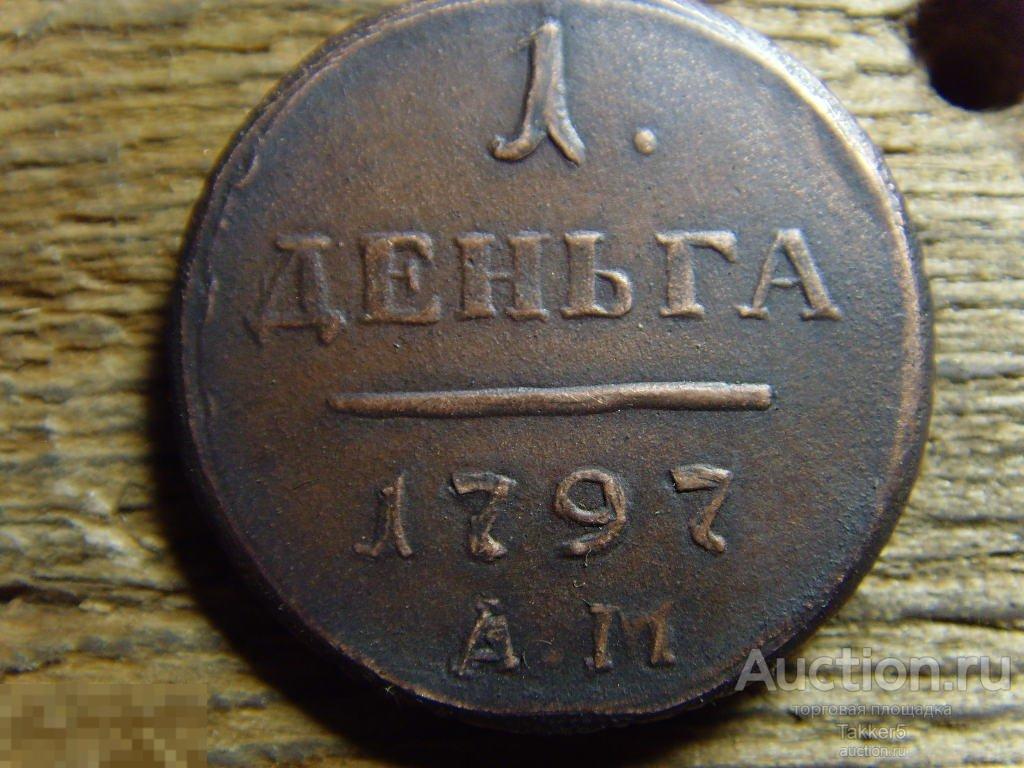 1.
ДЕНЬГА
1797
А.М
Auction.ru
торговая площадка
Takker5
auction.ru